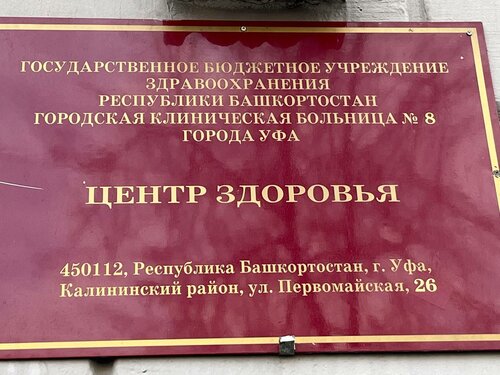 ГОСУДАРСТВЕННОЕ БЮДЖЕТНОЕ УЧРЕЖДЕНИЕ
ЗДРАВООХРАНЕНИЯ
РЕСПУБЛИКИ БАШКОРТОСТАН
ГОРОДСКАЯ КЛИНИЧЕСКАЯ БОЛЬНИЦА № 8
ГОРОДА УФА
ЦЕНТР ЗДОРОВЬЯ
450112, Республика Башкортостан, г. Уфа,
Калининский район, ул. Первомайская, 26